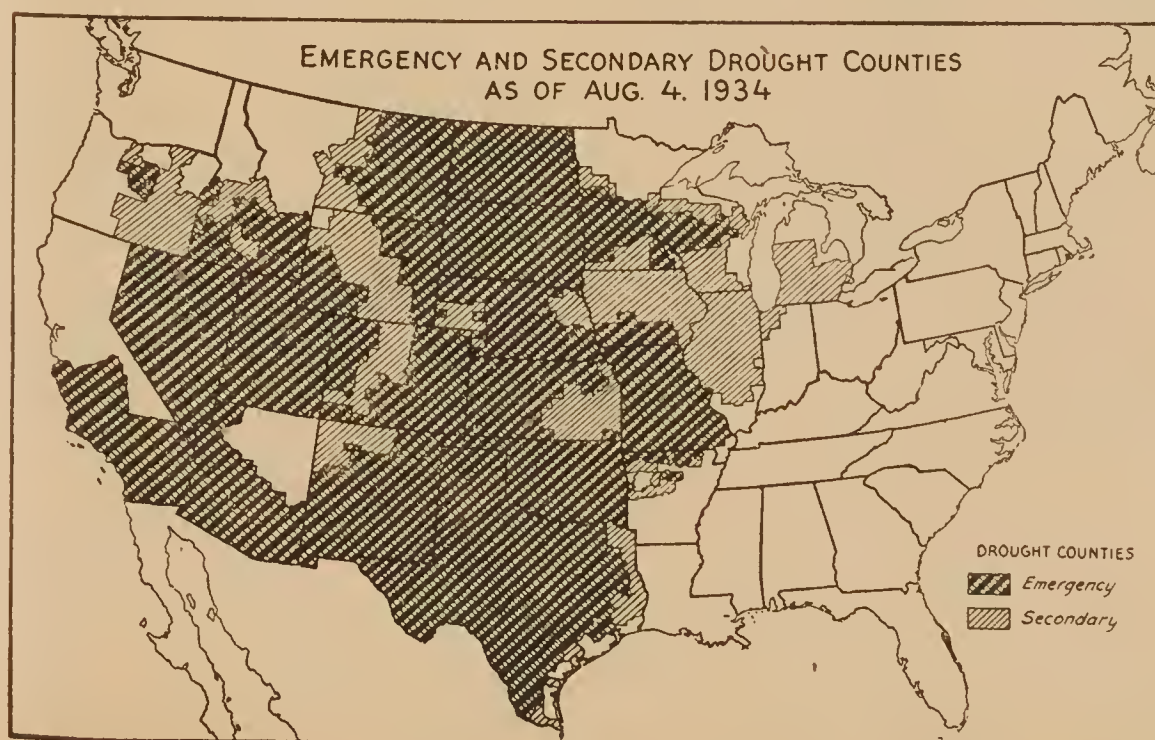 EMERGENCY AND SECONDARY DROUGHT COUNTIES
AS OF AUG. 4. 1934
DROUGHT COUNTIES
Emergency
Secondary